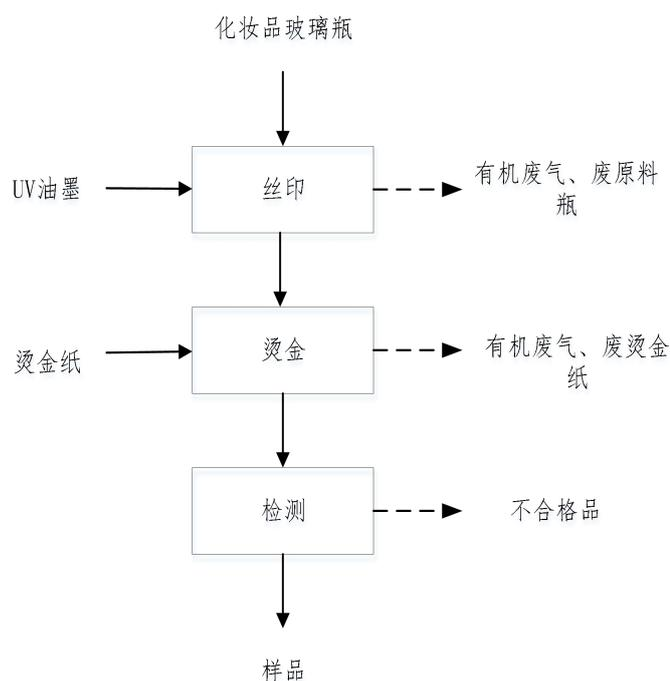 化妆品玻璃瓶
UV油墨
丝印
有机废气、废原料
瓶
烫金纸
烫金
有机废气、废烫金
纸
检测
不合格品
样品